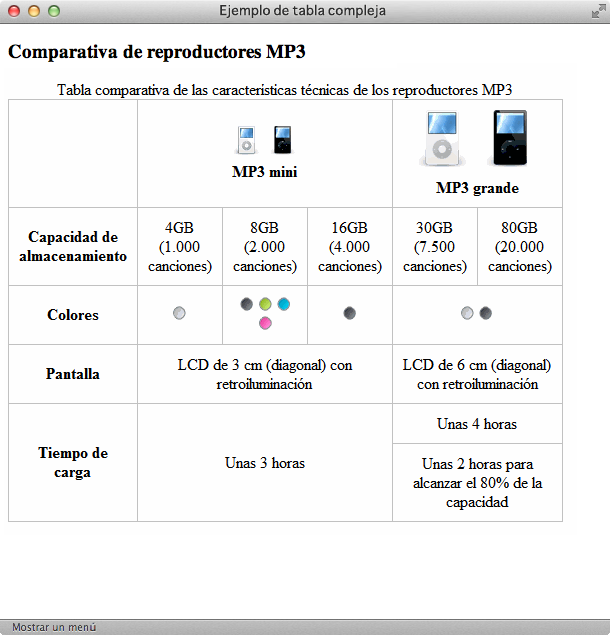 Ejemplo de tabla compleja
Comparativa de reproductores MP3
Tabla comparativa de las caracteristicas técnicas de los reproductores MP3
MP3 mini
MP3 grande
Capacidad de
almacenamiento
4GB
(1.000
canciones)
8GB
(2.000
canciones)
16GB
(4.000
canciones)
30GB
(7.500
canciones)
80GB
(20.000
canciones)
Colores
Pantalla
LCD de 3 cm (diagonal) con
retroiluminación
LCD de 6 cm (diagonal)
con retroiluminación
Tiempo de
carga
Unas 3 horas
Unas 4 horas
Unas 2 horas para
alcanzar el 80% de la
capacidad
Mostrar un menú